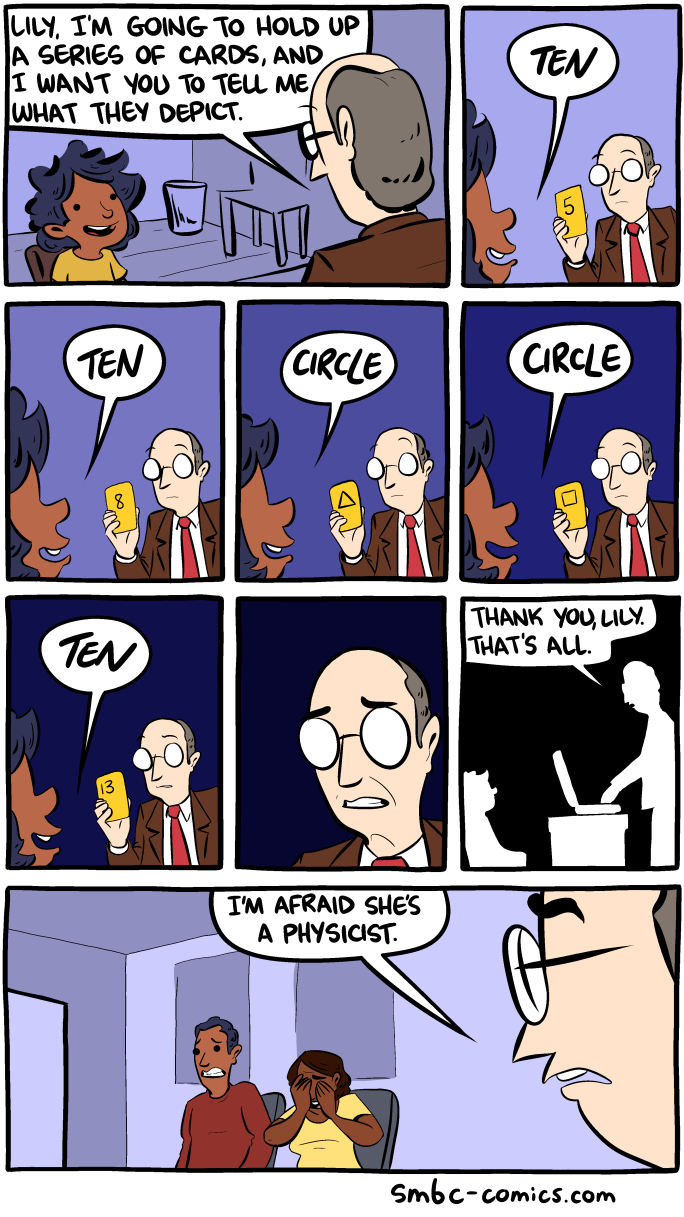 LILY, I'M GOING TO HOLD UP
A SERIES OF CARDS, AND
I WANT YOU TO TELL ME
WHAT THEY DEPICT.
TEN
5
TEN
8
CIRCLE
CIRCLE
TEN
13
THANK YOU, LILY.
THAT'S ALL.
I'M AFRAID SHE'S
A PHYSICIST.
smbc-comics.com